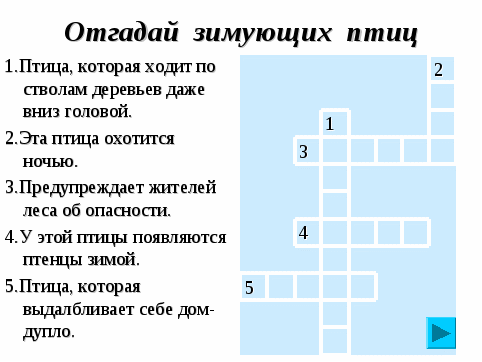 Отгадай зимующих птиц
1.Птица, которая ходит по
стволам деревьев даже
вниз головой.
2.Эта птица охотится
ночью.
3.Предупреждает жителей
леса об опасности.
4.У этой птицы появляются
птенцы зимой.
5.Птица, которая
выдалбливает себе дом-
дупло.
2
1
3
4
5